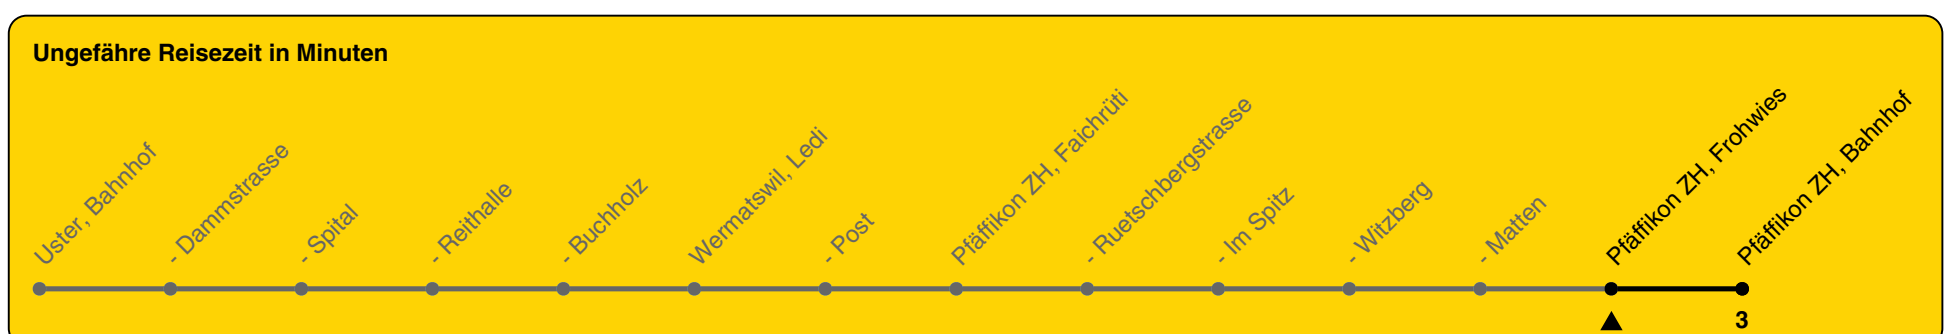 Ungefähre Reisezeit in Minuten
Uster, Bahnhof
- Dammstrasse
- Spital
- Reithalle
- Buchholz
Wermatswil, Ledi
- Post
Pfäffikon ZH, Faichrüti
- Ruetschbergstrasse
- Im Spitz
- Witzberg
- Matten
Pfäffikon ZH, Frohwies
Pfäffikon ZH, Bahnhof
3